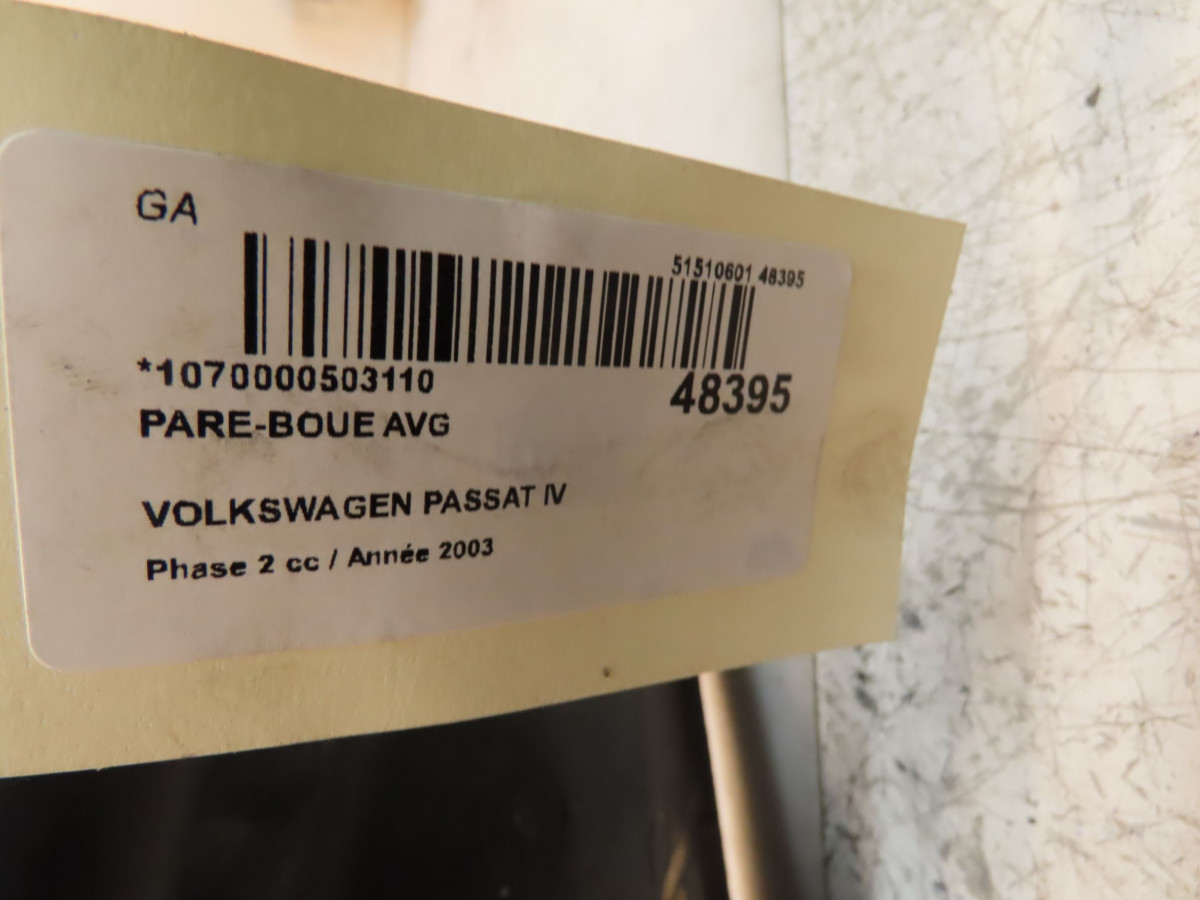 GA
51510601 48395
*1070000503110
48395
PARE-BOUE AVG
VOLKSWAGEN PASSAT IV
Phase 2 cc / Année 2003